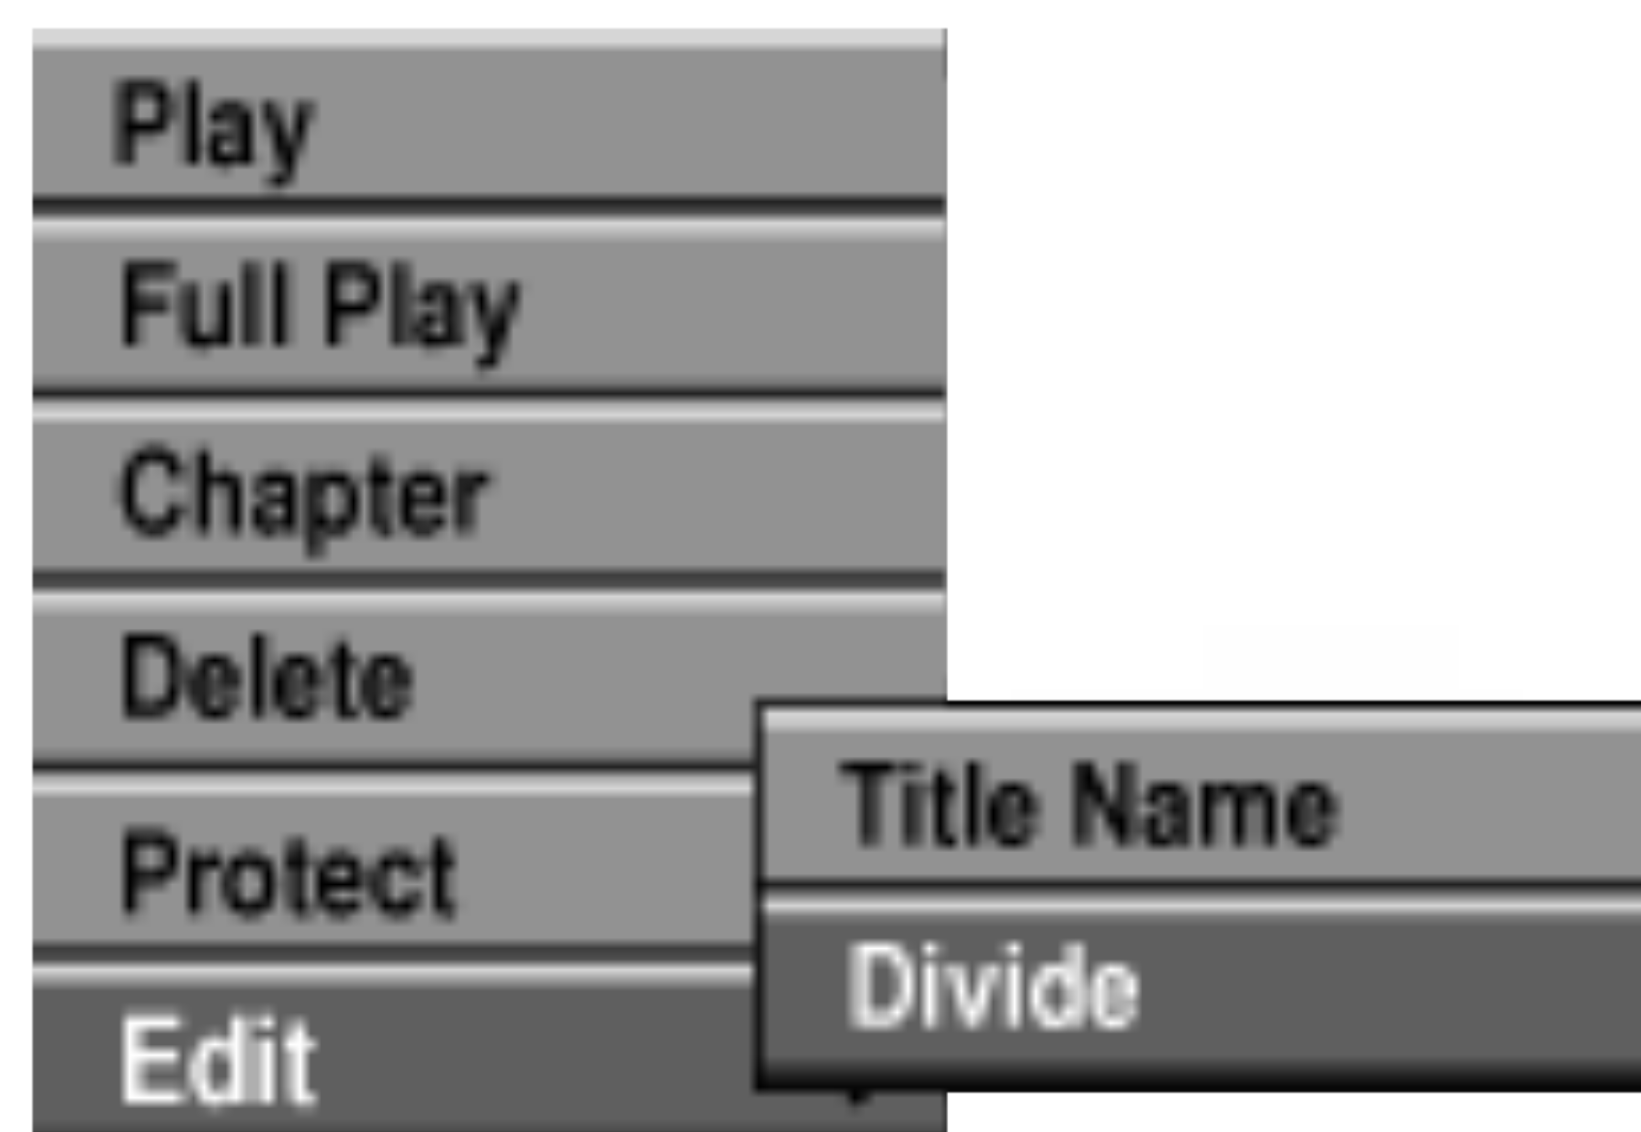 Play
Full Play
Chapter
Delete
Protect
Edit
Title Name
Divide